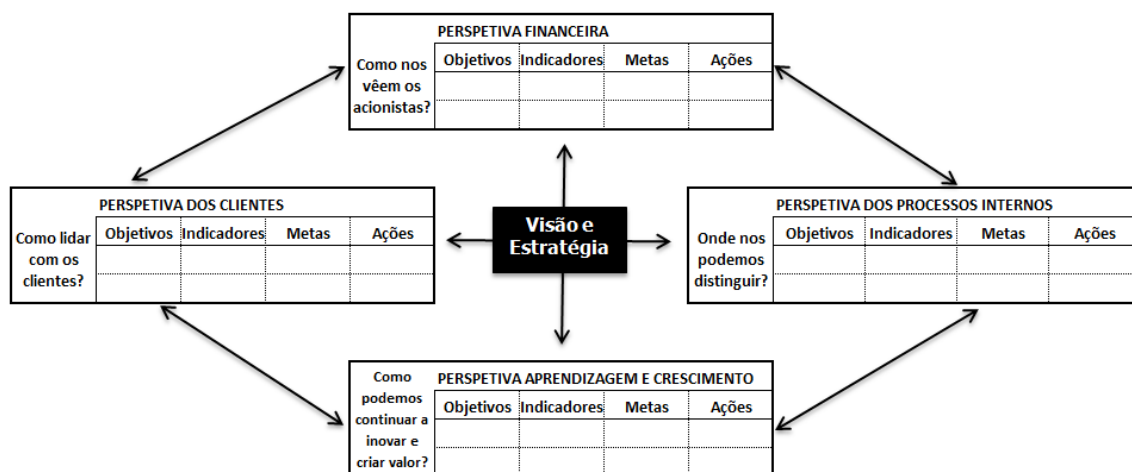 PERSPETIVA FINANCEIRA
Como nos
vêem os
acionistas?
Objetivos Indicadores Metas Ações
PERSPETIVA DOS CLIENTES
Como lidar
com os
clientes?
Objetivos Indicadores Metas Ações
Visão e
Estratégia
PERSPETIVA DOS PROCESSOS INTERNOS
Onde nos
podemos
distinguir?
Objetivos Indicadores Metas Ações
PERSPETIVA APRENDIZAGEM E CRESCIMENTO
Como
podemos
continuar a
inovar e
criar valor?
Objetivos Indicadores Metas Ações